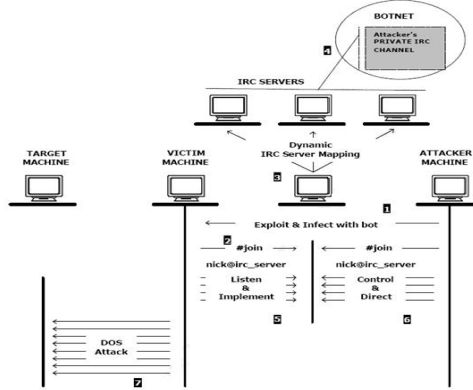 BOTNET
Attacker's
PRIVATE IRC
CHANNEL
4
IRC SERVERS
Dynamic
IRC Server Mapping
TARGET
MACHINE
VICTIM
MACHINE
ATTACKER
MACHINE
3
1
Exploit & Infect with bot
2
#join
#join
nick@irc_server
nick@irc_server
Listen
&
Implement
Control
&
Direct
5
6
DOS
Attack
7